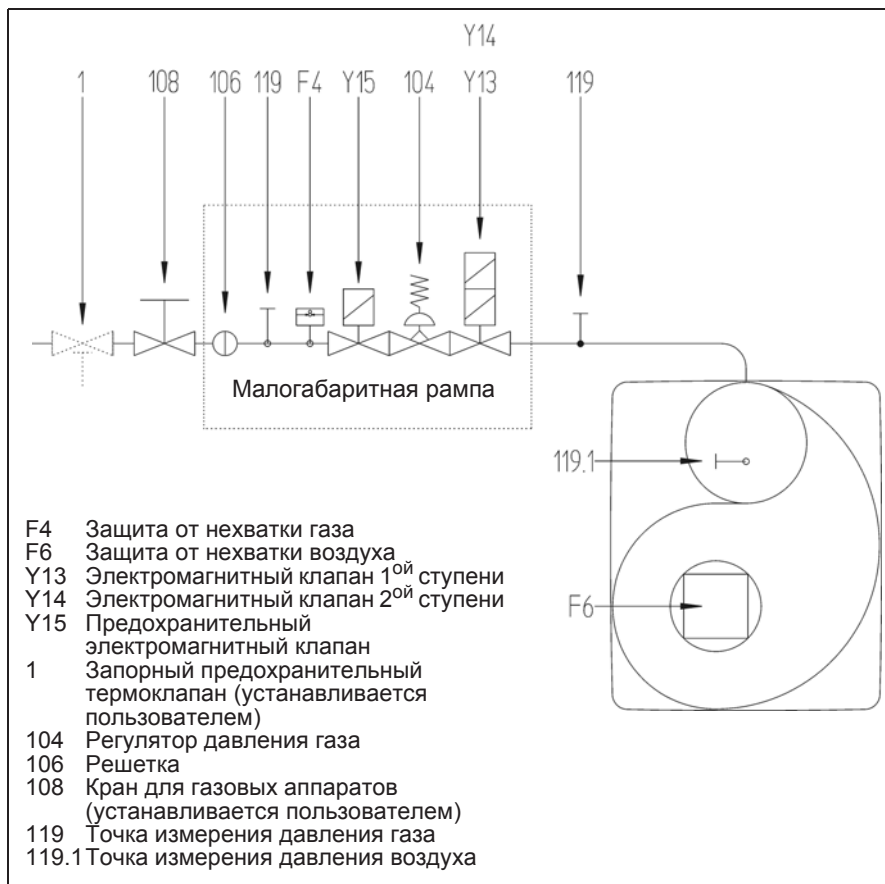 Y14
1 108 106 119 F4 Y15 104 Y13 119
Малогабаритная рампа
119.1
F6
F4 Защита от нехватки газа
F6 Защита от нехватки воздуха
Y13 Электромагнитный клапан 1ой ступени
Y14 Электромагнитный клапан 2ой ступени
Y15 Предохранительный
электромагнитный клапан
1 Запорный предохранительный
термоклапан (устанавливается
пользователем)
104 Регулятор давления газа
106 Решетка
108 Кран для газовых аппаратов
(устанавливается пользователем)
119 Точка измерения давления газа
119.1 Точка измерения давления воздуха